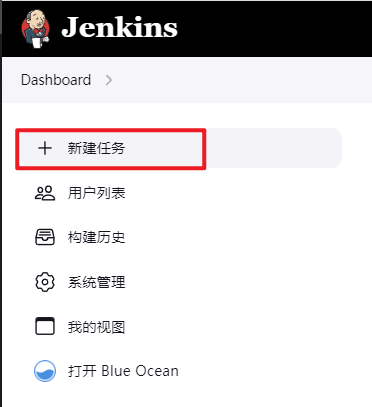 Jenkins
Dashboard
新建任务
用户列表
构建历史
系统管理
我的视图
打开 Blue Ocean